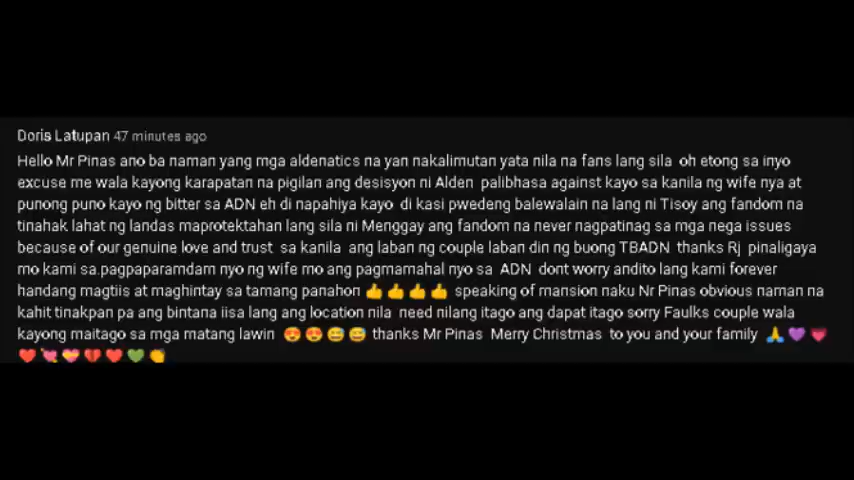 Doris Latupan 47 minutes ago
Hello Mr Pinas ano ba naman yang mga aldenatics na yan nakalimutan yata nila na fans lang sila oh etong sa inyo
excuse me wala kayong karapatan na pigilan ang desisyon ni Alden palibhasa against kayo sa kanila ng wife nya at
punong puno kayo ng bitter sa ADN eh di napahiya kayo di kasi pwedeng balewalain na lang ni Tisoy ang fandom na
tinahak lahat ng landas maprotektahan lang sila ni Menggay ang fandom na never nagpatinag sa mga nega issues
because of our genuine love and trust sa kanila ang laban ng couple laban din ng buong TBADN thanks Rj pinaligaya
mo kami sa.pagpaparamdam nyo ng wife mo ang pagmamahal nyo sa ADN dont worry andito lang kami forever
handang magtiis at maghintay sa tamang panahon 👍👍👍👍 speaking of mansion naku Nr Pinas obvious naman na
kahit tinakpan pa ang bintana iisa lang ang location nila need nilang itago ang dapat itago sorry Faulks couple wala
kayong maitago sa mga matang lawin 😍😍😅😅 thanks Mr Pinas Merry Christmas to you and your family 🙏💜💗
❤️💘💝💔❤️💚👏